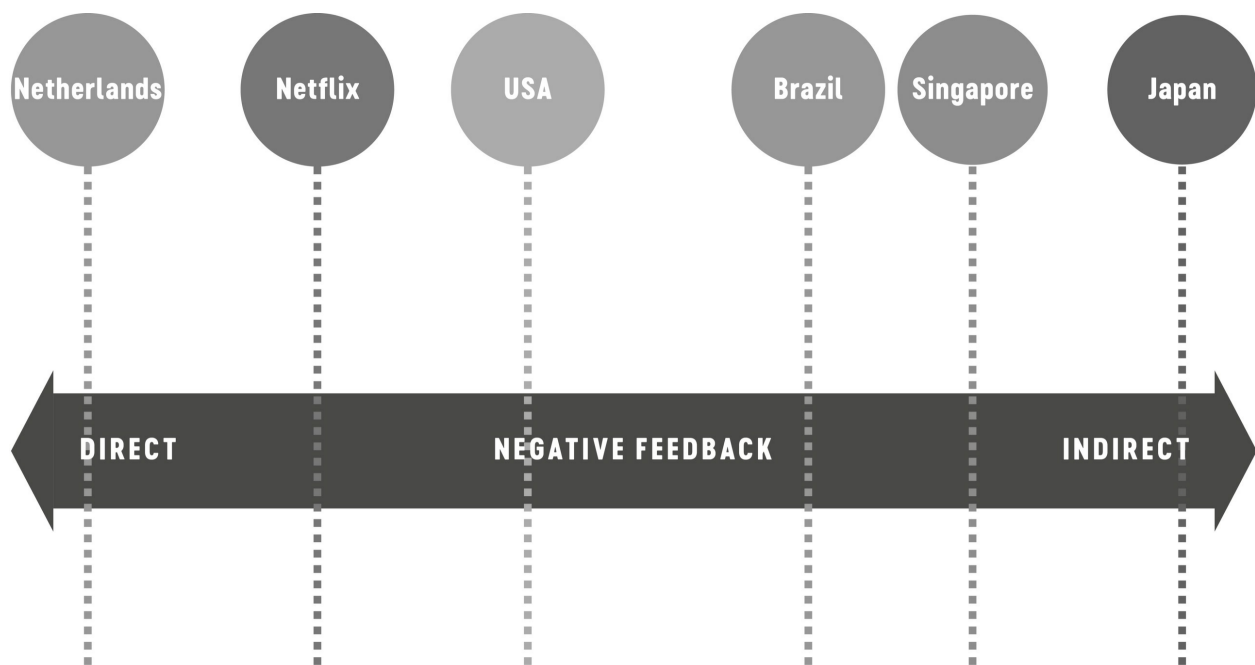 Netherlands Netflix USA Brazil Singapore Japan
DIRECT NEGATIVE FEEDBACK INDIRECT